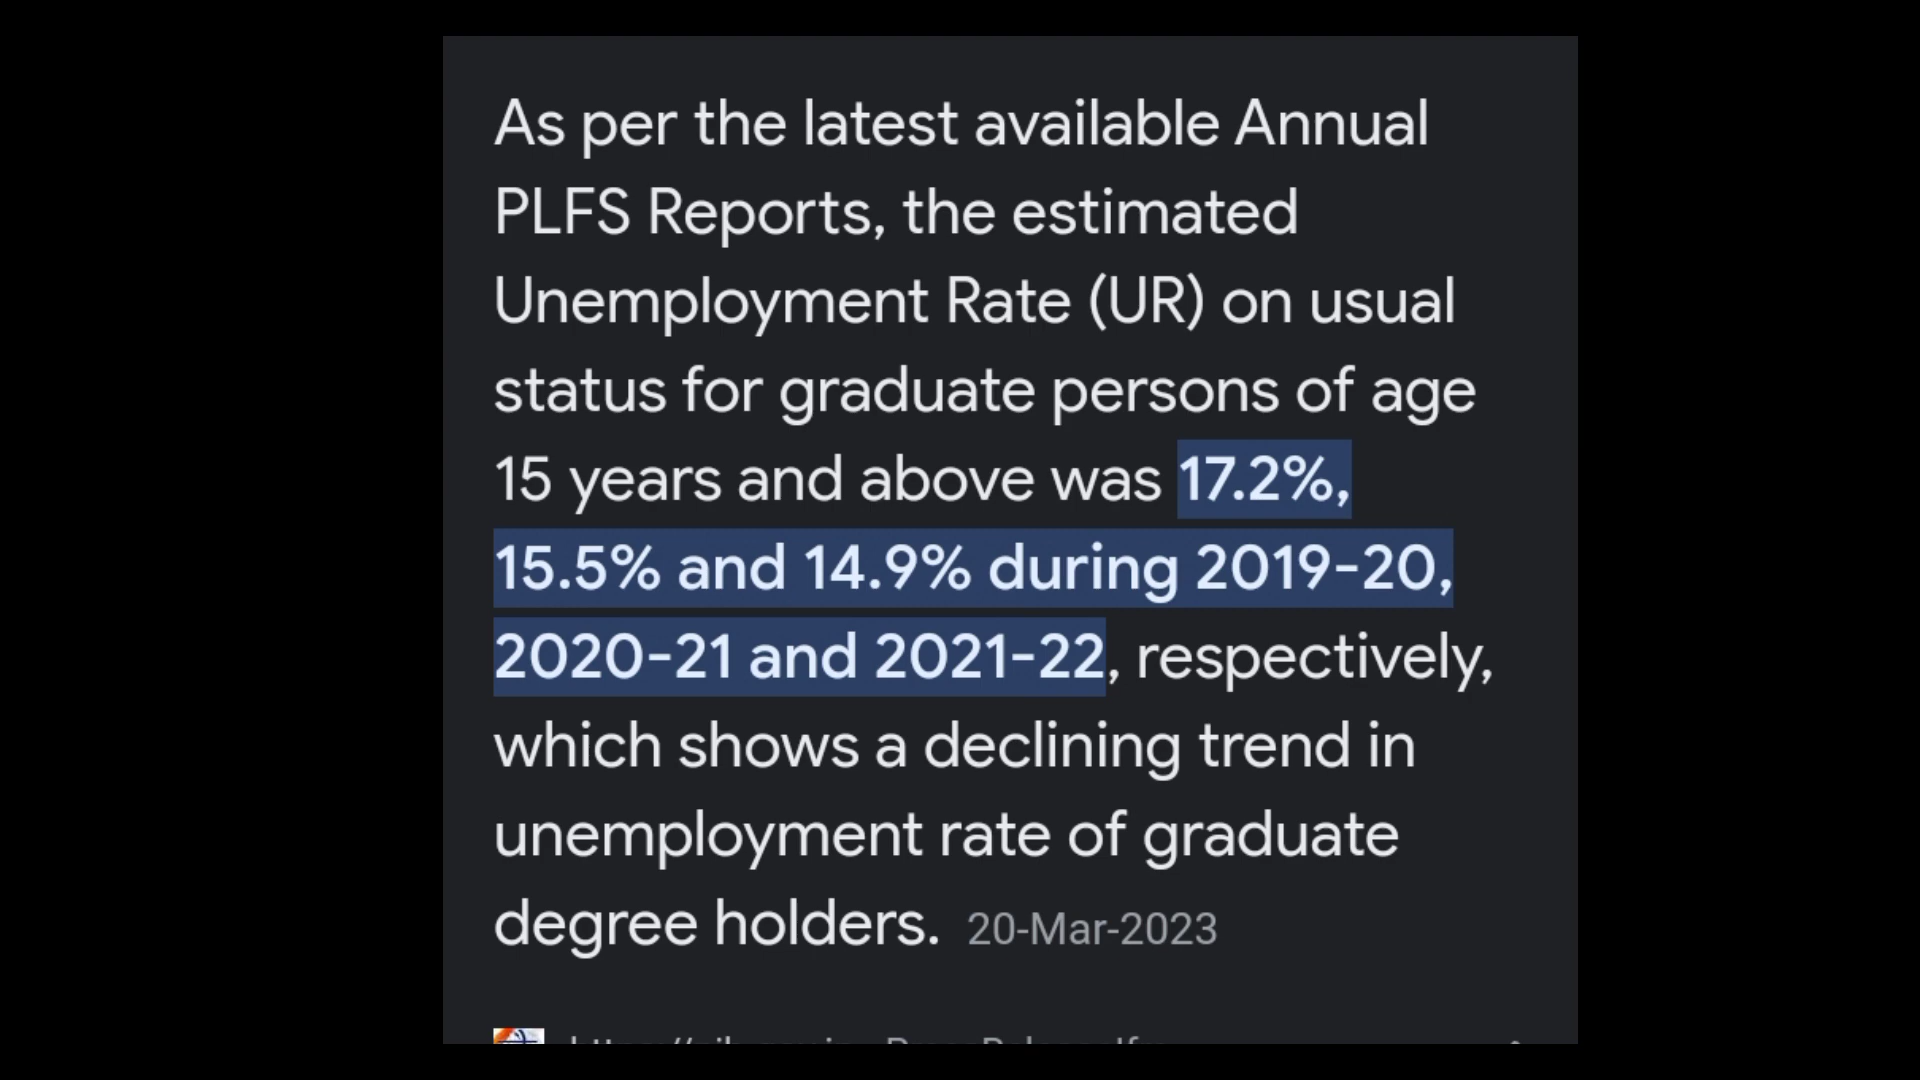 As per the latest available Annual
PLFS Reports, the estimated
Unemployment Rate (UR) on usual
status for graduate persons of age
15 years and above was 17.2%,
15.5% and 14.9% during 2019-20,
2020-21 and 2021-22, respectively,
which shows a declining trend in
unemployment rate of graduate
degree holders. 20-Mar-2023